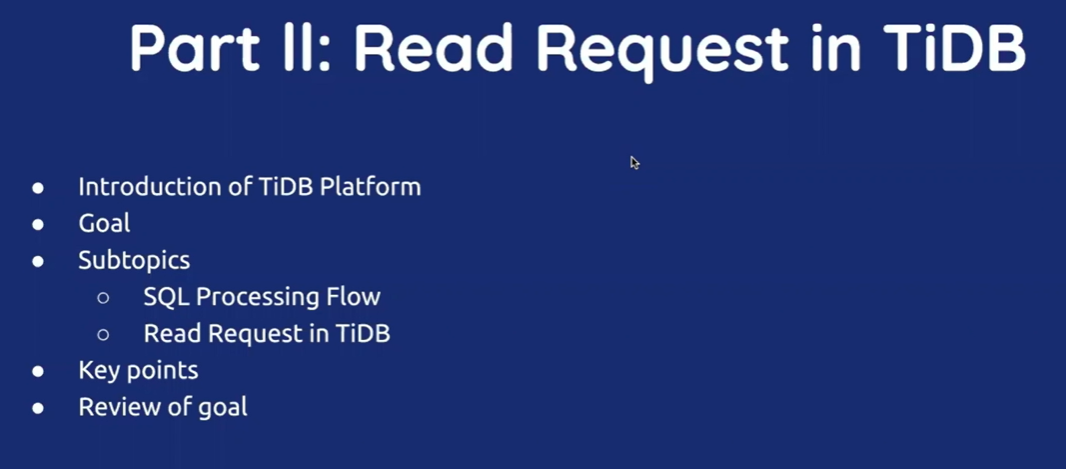 Part II: Read Request in TiDB
● Introduction of TiDB Platform
● Goal
● Subtopics
○ SQL Processing Flow
○ Read Request in TiDB
● Key points
● Review of goal